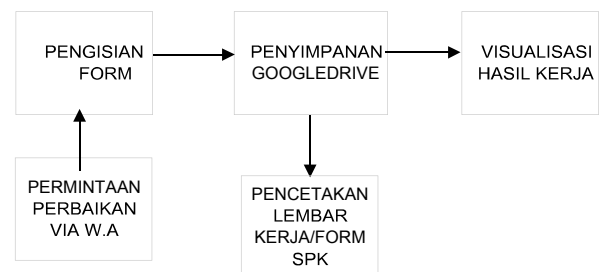 PENGISIAN
FORM
PENYIMPANAN
GOOGLEDRIVE
VISUALISASI
HASIL KERJA
PERMINTAAN
PERBAIKAN
VIA W.A
PENCETAKAN
LEMBAR
KERJA/FORM
SPK